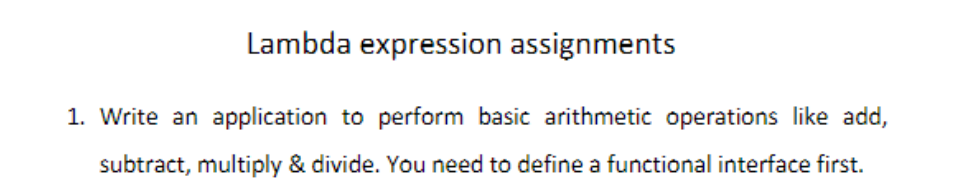 Lambda expression assignments
1. Write an application to perform basic arithmetic operations like add,
subtract, multiply & divide. You need to define a functional interface first.